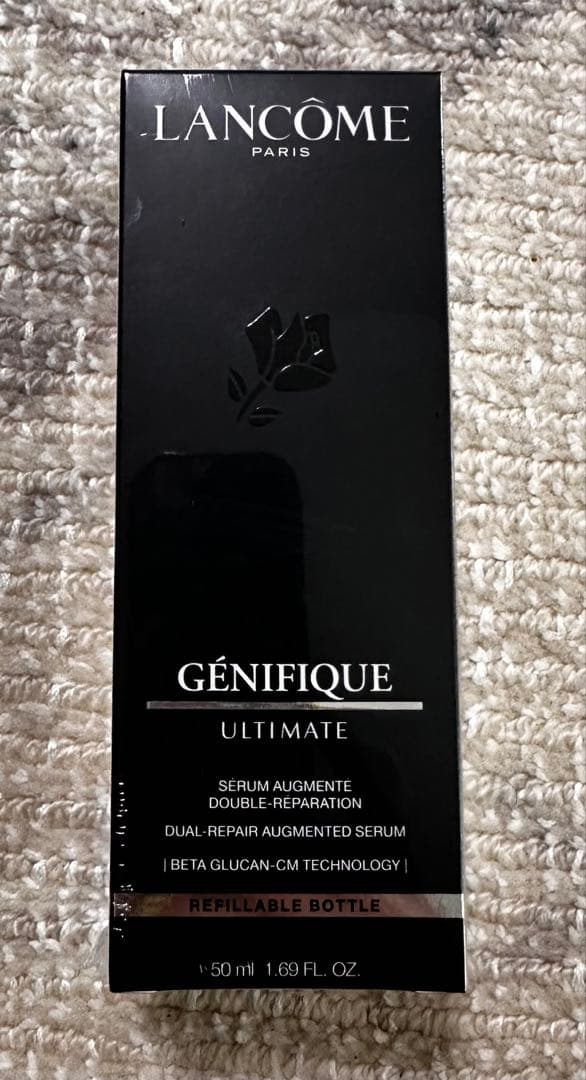 LANCÔME
PARIS
GÉNIFIQUE
ULTIMATE
SÉRUM AUGMENTÉ
DOUBLE-RÉPARATION
DUAL-REPAIR AUGMENTED SERUM
| BETA GLUCAN-CM TECHNOLOGY |
REFILLABLE BOTTLE
50 ml 1.69 FL. OZ.